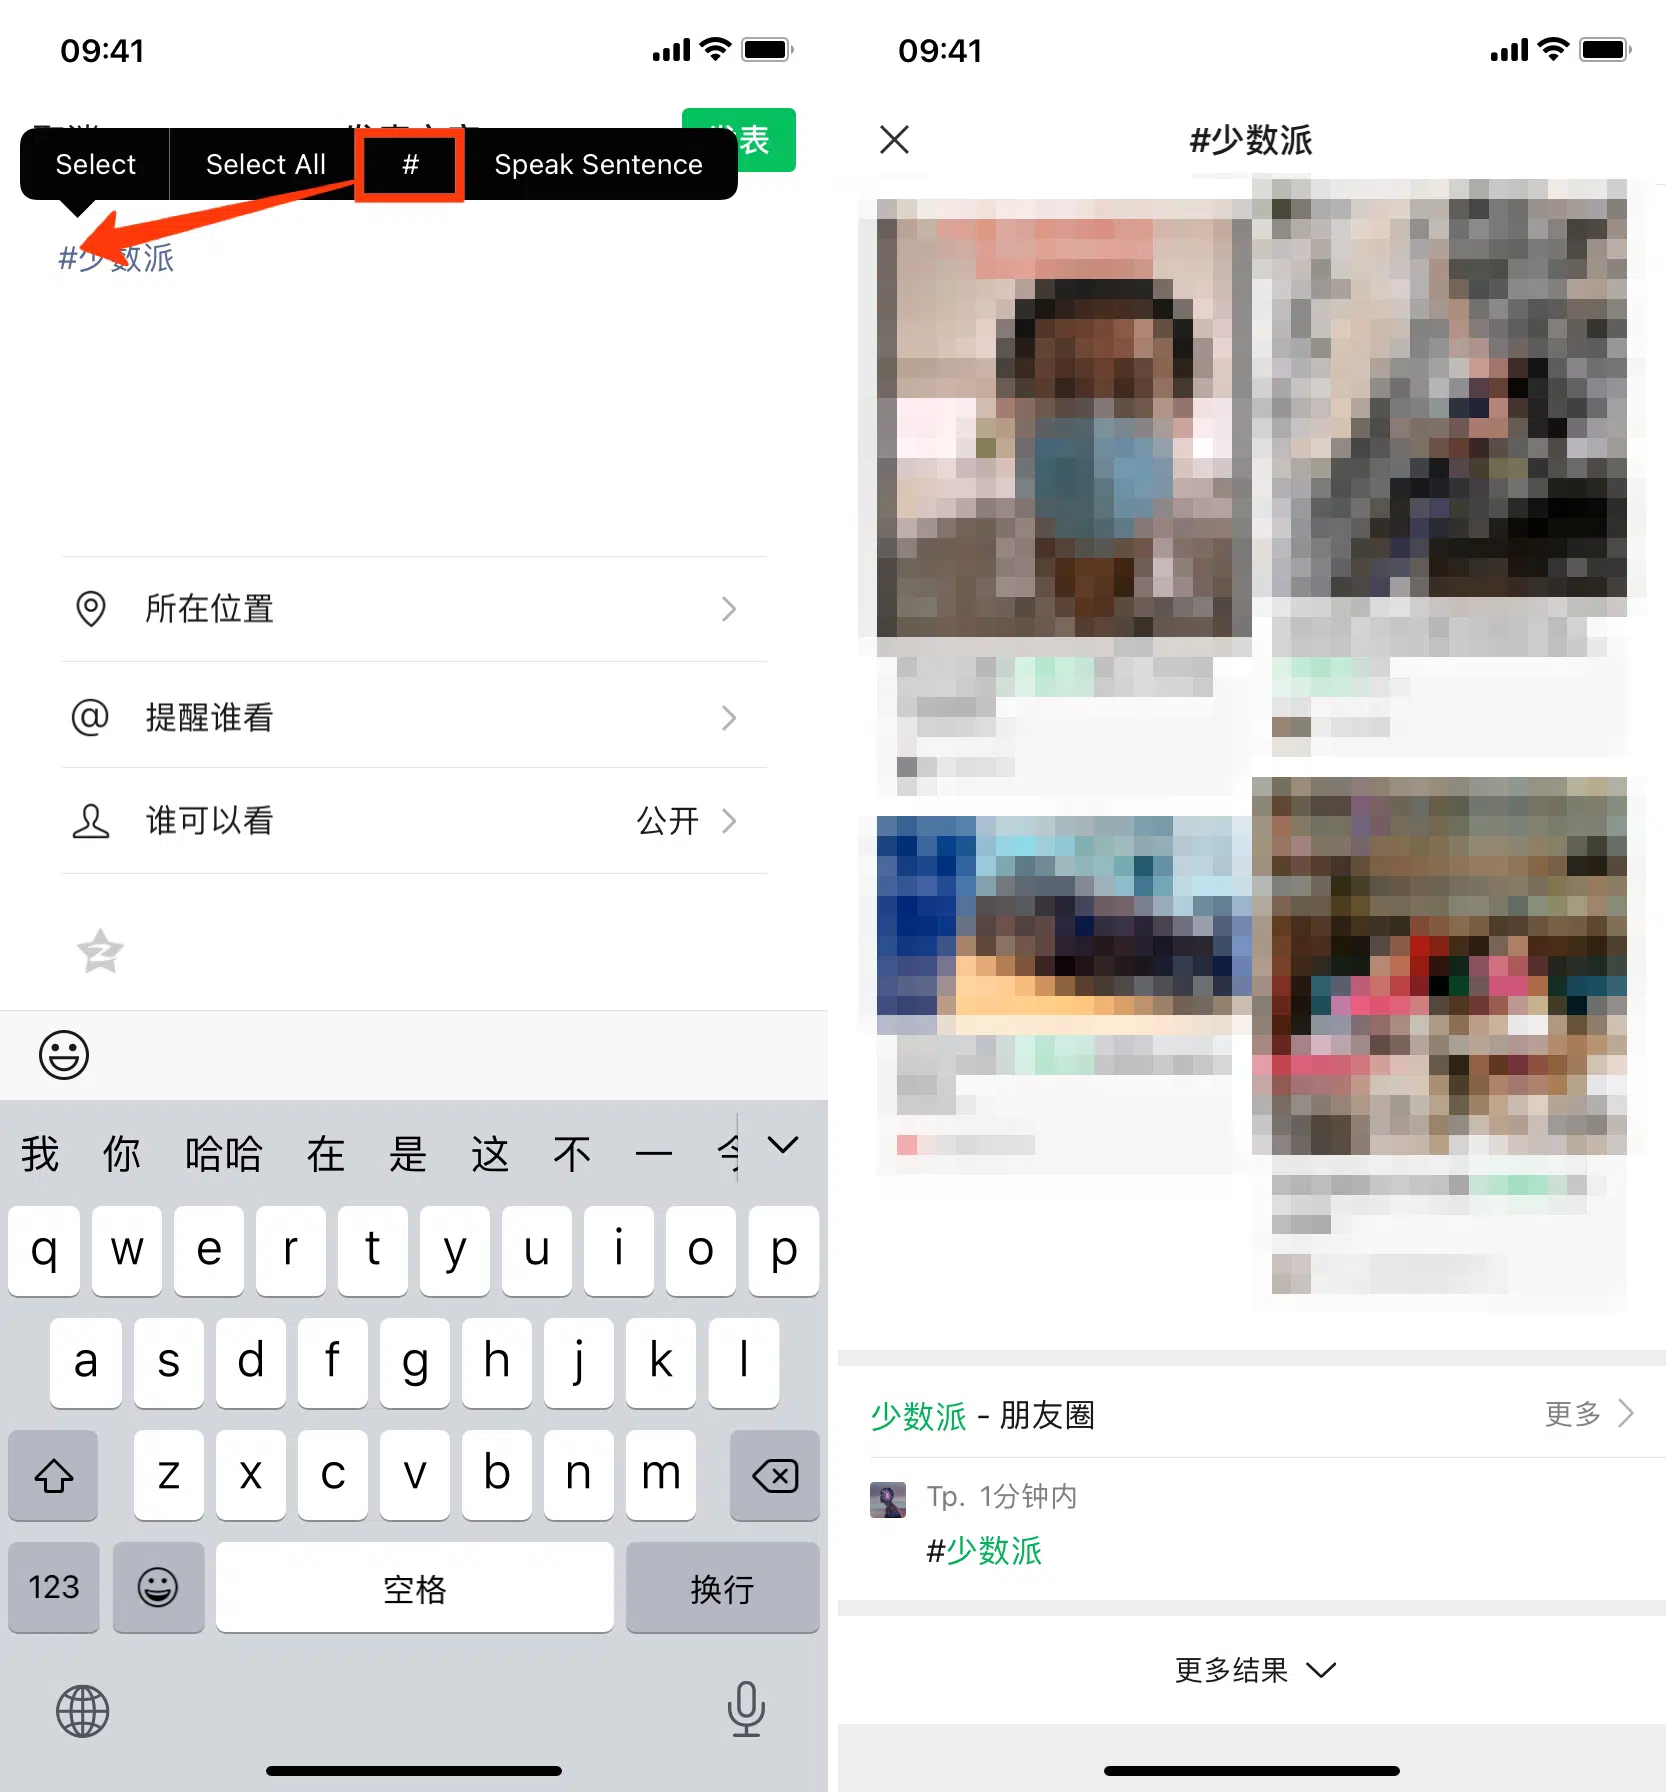 09:41
发表
Select
Select All
#
Speak Sentence
#少数派
所在位置
提醒谁看
谁可以看
公开
我 你 哈哈 在 是 这 不 一
q w e r t y u i o p
a s d f g h j k l
z x c v b n m
123
空格
换行
09:41
#少数派
少数派 - 朋友圈
更多
Tp. 1分钟内
#少数派
更多结果